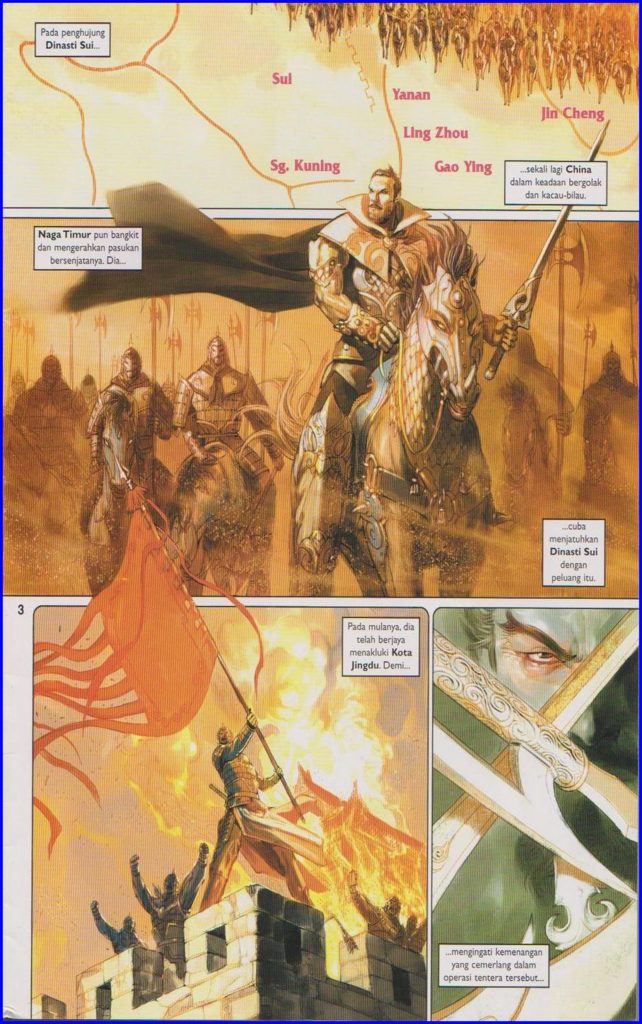 Pada penghujung
Dinasti Sui...
Sui
Yanan
Jin Cheng
Ling Zhou
Sg. Kuning
Gao Ying
...sekali lagi China
dalam keadaan bergolak
dan kacau-bilau.
Naga Timur pun bangkit
dan mengerahkan pasukan
bersenjatanya. Dia...
...cuba
menjatuhkan
Dinasti Sui
dengan
peluang itu.
3
Pada mulanya, dia
telah berjaya
menakluki Kota
Jingdu. Demi...
...mengingati kemenangan
yang cemerlang dalam
operasi tentera tersebut...